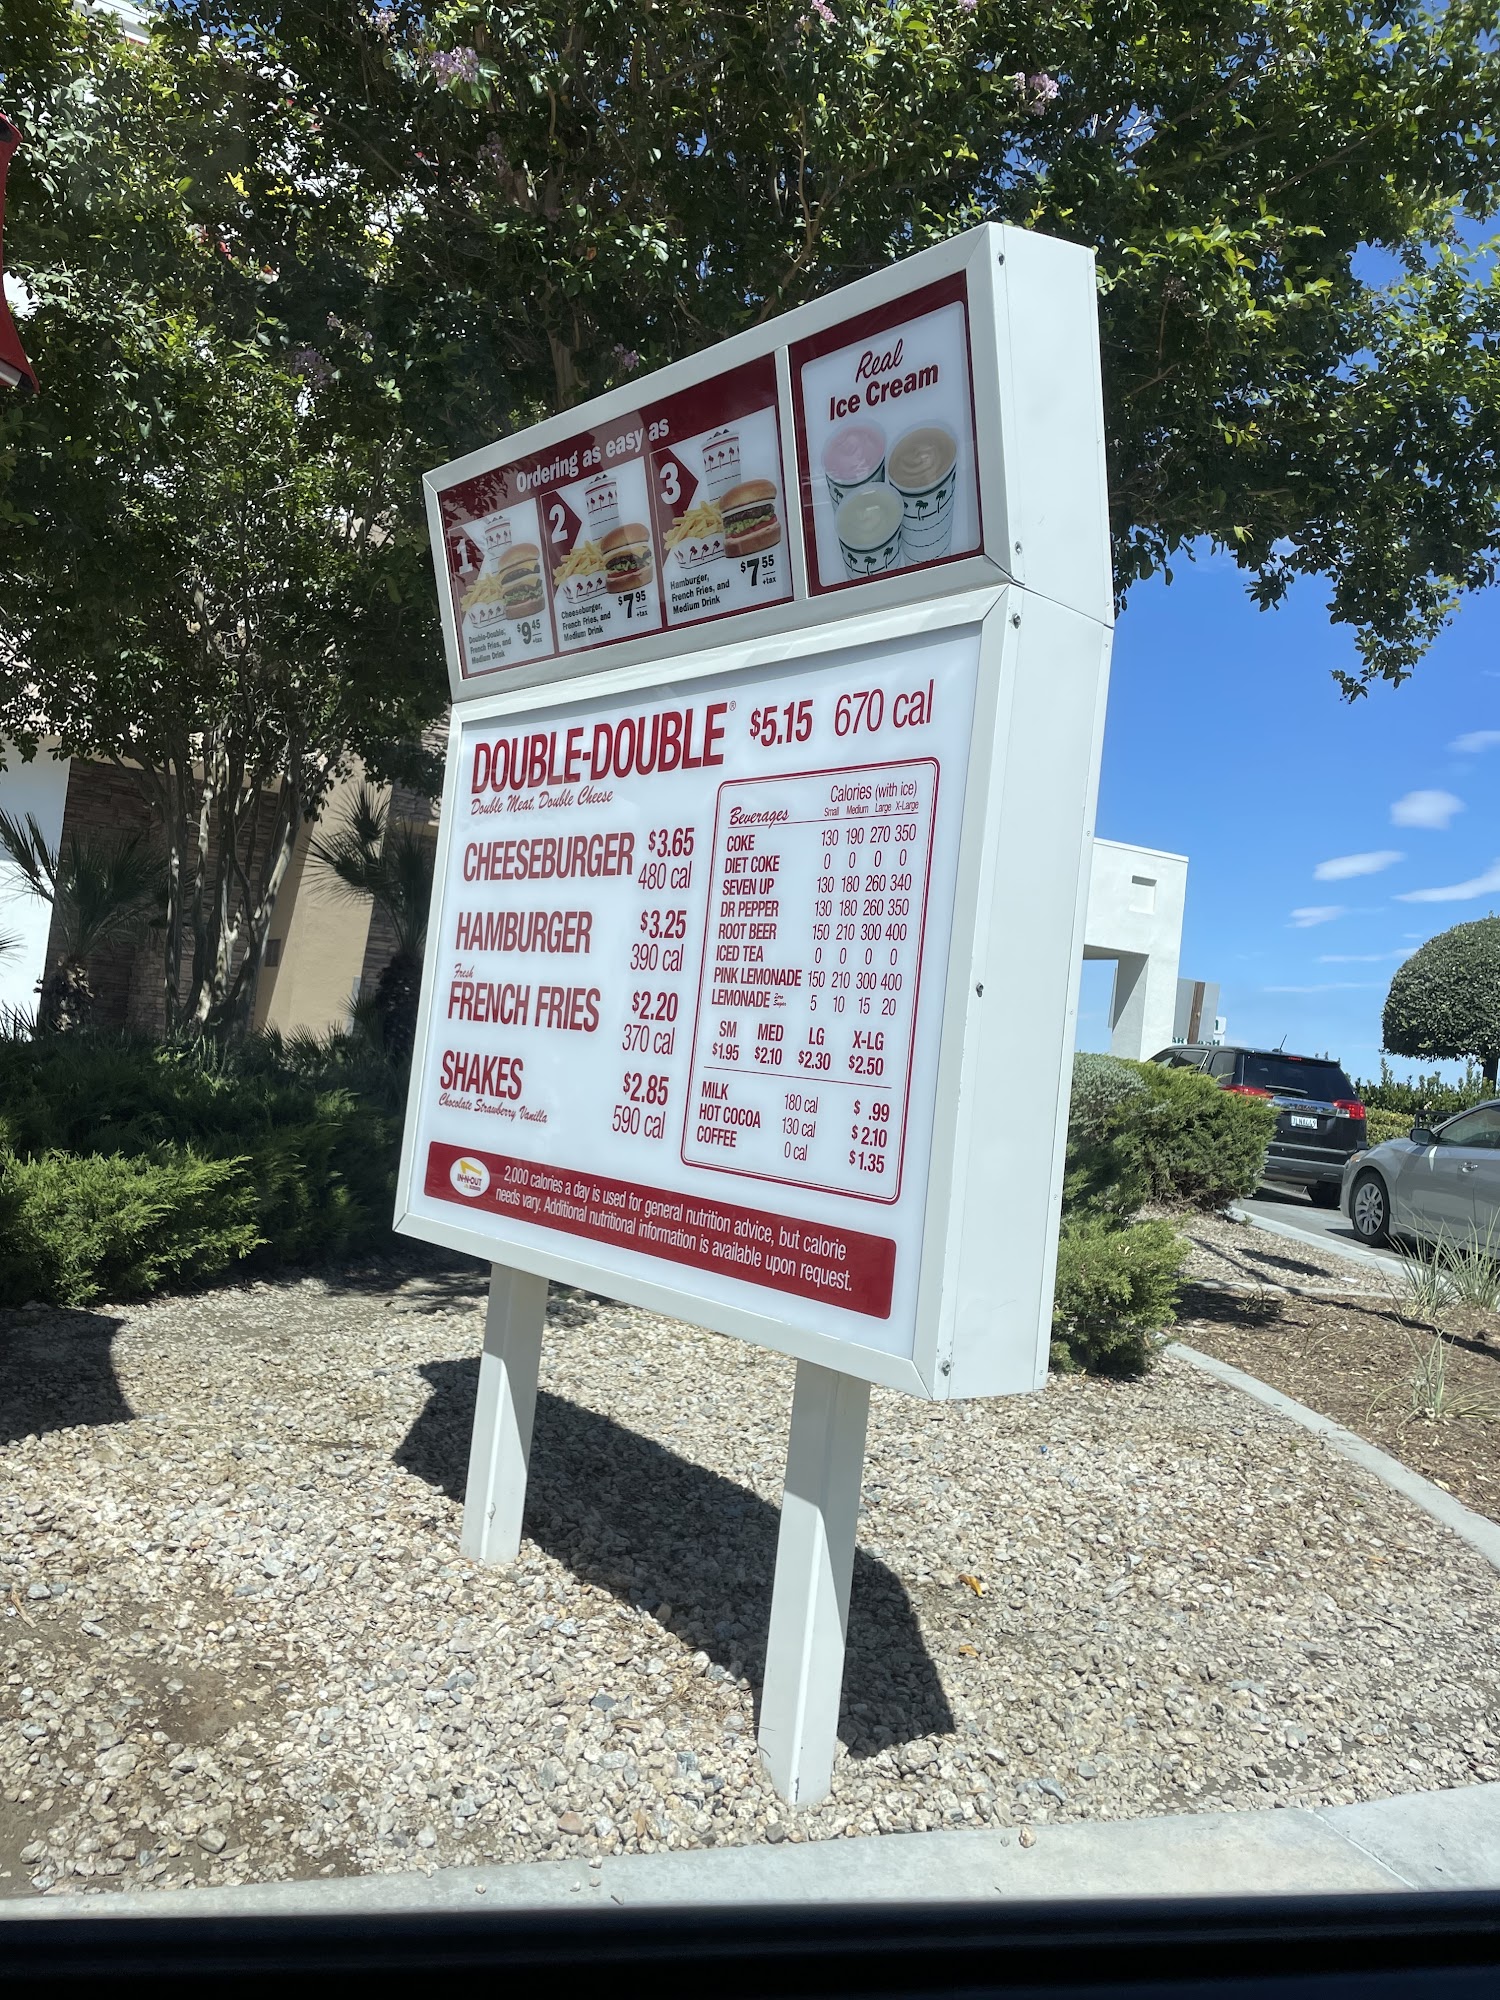 Ordering as easy as
1
Double-Double,
French Fries, and
Medium Drink
$9.45
+tax
2
Cheeseburger,
French Fries, and
Medium Drink
$7.95
+tax
3
Hamburger,
French Fries, and
Medium Drink
$7.55
+tax
Real
Ice Cream
DOUBLE-DOUBLE® $5.15 670 cal
Double Meat, Double Cheese
CHEESEBURGER $3.65
480 cal
HAMBURGER $3.25
390 cal
Fresh
FRENCH FRIES $2.20
370 cal
SHAKES $2.85
Chocolate Strawberry Vanilla 590 cal
Calories (with ice)
Beverages Small Medium Large X-Large
COKE 130 190 270 350
DIET COKE 0 0 0 0
SEVEN UP 130 180 260 340
DR PEPPER 130 180 260 350
ROOT BEER 150 210 300 400
ICED TEA 0 0 0 0
PINK LEMONADE 150 210 300 400
LEMONADE Zero Sugar 5 10 15 20
SM MED LG X-LG
$1.95 $2.10 $2.30 $2.50
MILK 180 cal $ .99
HOT COCOA 130 cal $2.10
COFFEE 0 cal $1.35
IN-N-OUT
2,000 calories a day is used for general nutrition advice, but calorie
needs vary. Additional nutritional information is available upon request.